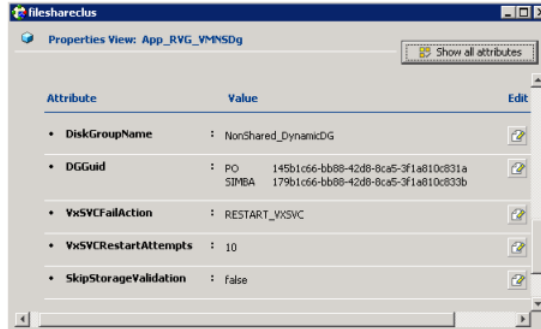 fileshareclus
Properties View: App_RVG_VMNSDg
Show all attributes
Attribute Value Edit
• DiskGroupName : NonShared_DynamicDG
• DGGuid : PO 145b1c66-bb88-42d8-8ca5-3f1a810c831a
SIMBA 179b1c66-bb88-42d8-8ca5-3f1a810c833b
• VxSVCFailAction : RESTART_VXSVC
• VxSVCRestartAttempts : 10
• SkipStorageValidation : false